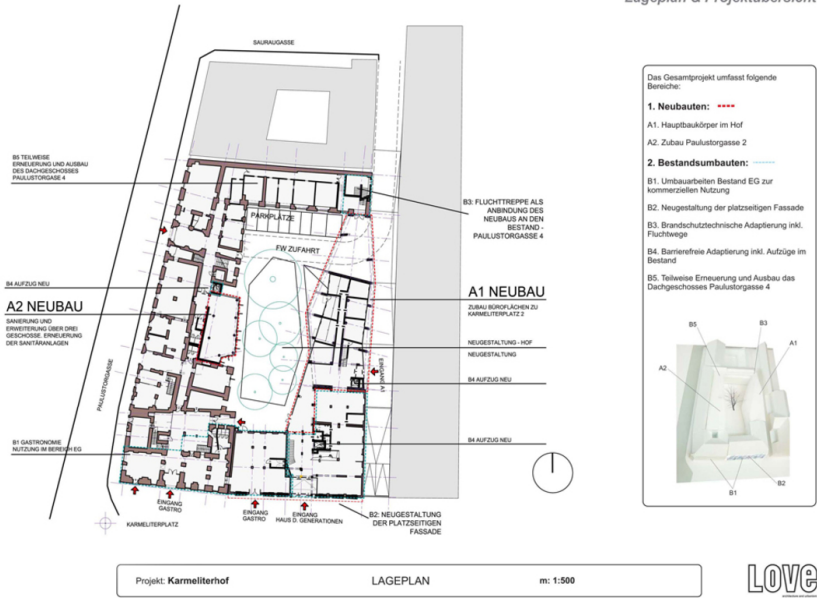 Lageplan & Projektübersicht
SAURAUGASSE
B5 TEILWEISE
ERNEUERUNG UND AUSBAU
DES DACHGESCHOSSES
PAULUSTORGASSE 4
PARKPLÄTZE
B3: FLUCHTTREPPE ALS
ANBINDUNG DES
NEUBAUS AN DEN
BESTAND -
PAULUSTORGASSE 4
FW ZUFAHRT
B4 AUFZUG NEU
A2 NEUBAU
SANIERUNG UND
ERWEITERUNG ÜBER DREI
GESCHOSSE. ERNEUERUNG
DER SANITÄRANLAGEN
A1 NEUBAU
ZUBAU BÜROFLÄCHEN ZU
KARMELITERPLATZ 2
NEUGESTALTUNG - HOF
NEUGESTALTUNG
EINGANG A1
B4 AUFZUG NEU
PAULUSTORGASSE
B1 GASTRONOMIE
NUTZUNG IM BEREICH EG
B4 AUFZUG NEU
EINGANG
GASTRO
EINGANG
GASTRO
EINGANG
HAUS D. GENERATIONEN
KARMELITERPLATZ
B2: NEUGESTALTUNG
DER PLATZSEITIGEN
FASSADE
Das Gesamtprojekt umfasst folgende
Bereiche:
1. Neubauten:
A1. Hauptbaukörper im Hof
A2. Zubau Paulustorgasse 2
2. Bestandsumbauten:
B1. Umbauarbeiten Bestand EG zur
kommerziellen Nutzung
B2. Neugestaltung der platzseitigen Fassade
B3. Brandschutztechnische Adaptierung inkl.
Fluchtwege
B4. Barrierefreie Adaptierung inkl. Aufzüge im
Bestand
B5. Teilweise Erneuerung und Ausbau das
Dachgeschosses Paulustorgasse 4
B5
B3
A1
A2
B2
B1
Projekt: Karmeliterhof
LAGEPLAN
m: 1:500
LOVE